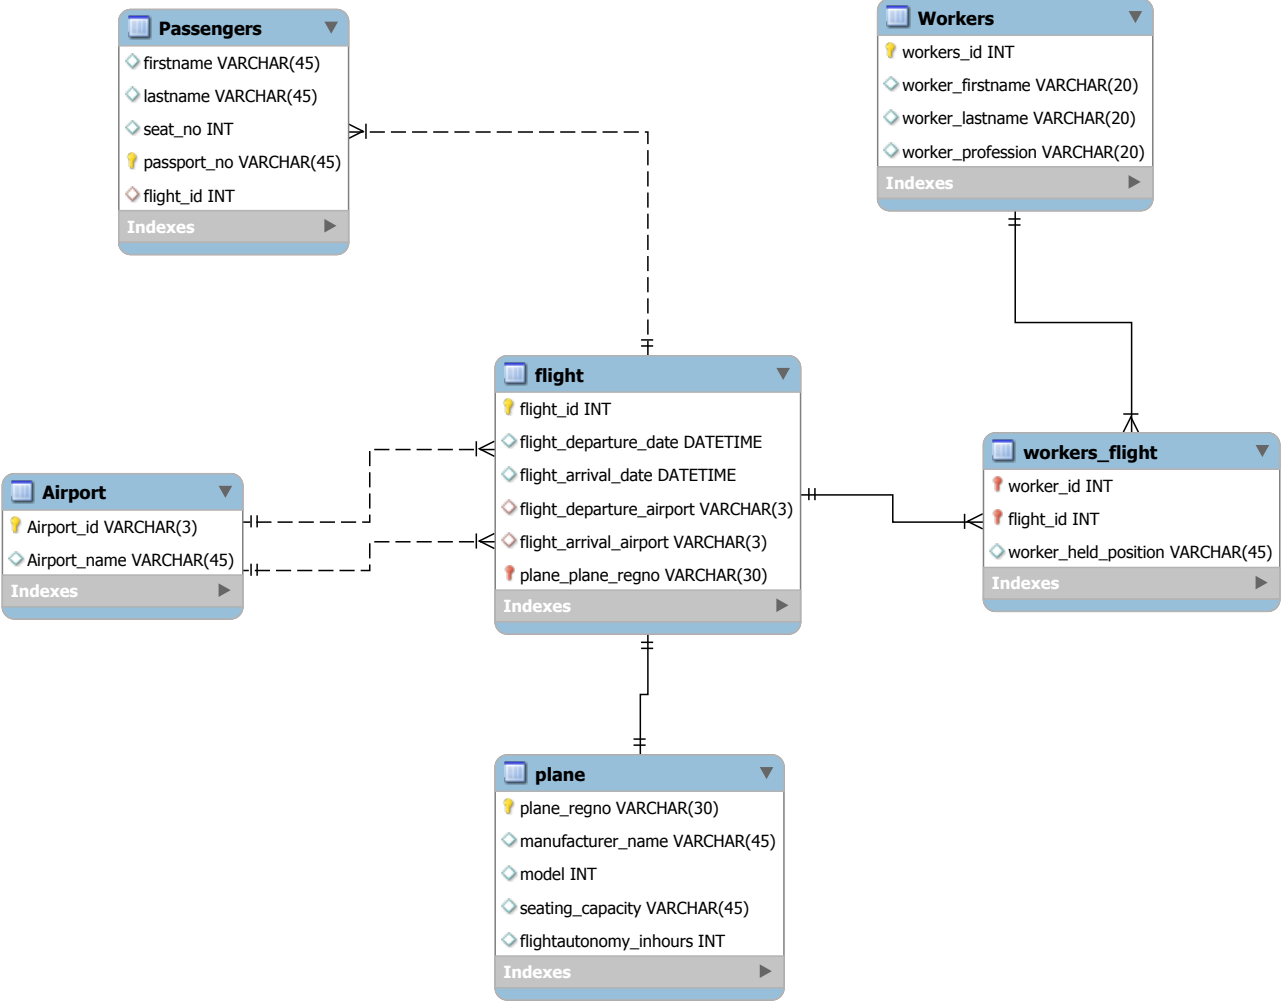 Passengers
firstname VARCHAR(45)
lastname VARCHAR(45)
seat_no INT
passport_no VARCHAR(45)
flight_id INT
Indexes
Workers
workers_id INT
worker_firstname VARCHAR(20)
worker_lastname VARCHAR(20)
worker_profession VARCHAR(20)
Indexes
flight
flight_id INT
flight_departure_date DATETIME
flight_arrival_date DATETIME
flight_departure_airport VARCHAR(3)
flight_arrival_airport VARCHAR(3)
plane_plane_regno VARCHAR(30)
Indexes
Airport
Airport_id VARCHAR(3)
Airport_name VARCHAR(45)
Indexes
workers_flight
worker_id INT
flight_id INT
worker_held_position VARCHAR(45)
Indexes
plane
plane_regno VARCHAR(30)
manufacturer_name VARCHAR(45)
model INT
seating_capacity VARCHAR(45)
flightautonomy_inhours INT
Indexes